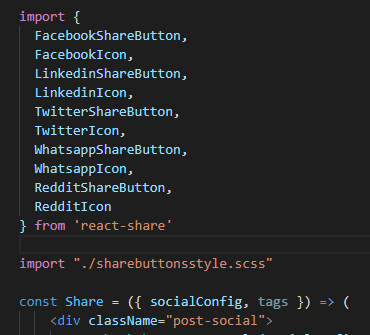 import {
FacebookShareButton,
FacebookIcon,
LinkedinShareButton,
LinkedinIcon,
TwitterShareButton,
TwitterIcon,
WhatsappShareButton,
WhatsappIcon,
RedditShareButton,
RedditIcon
} from 'react-share'
import "./sharebuttonsstyle.scss"
const Share = ({ socialConfig, tags }) => (
<div className="post-social">